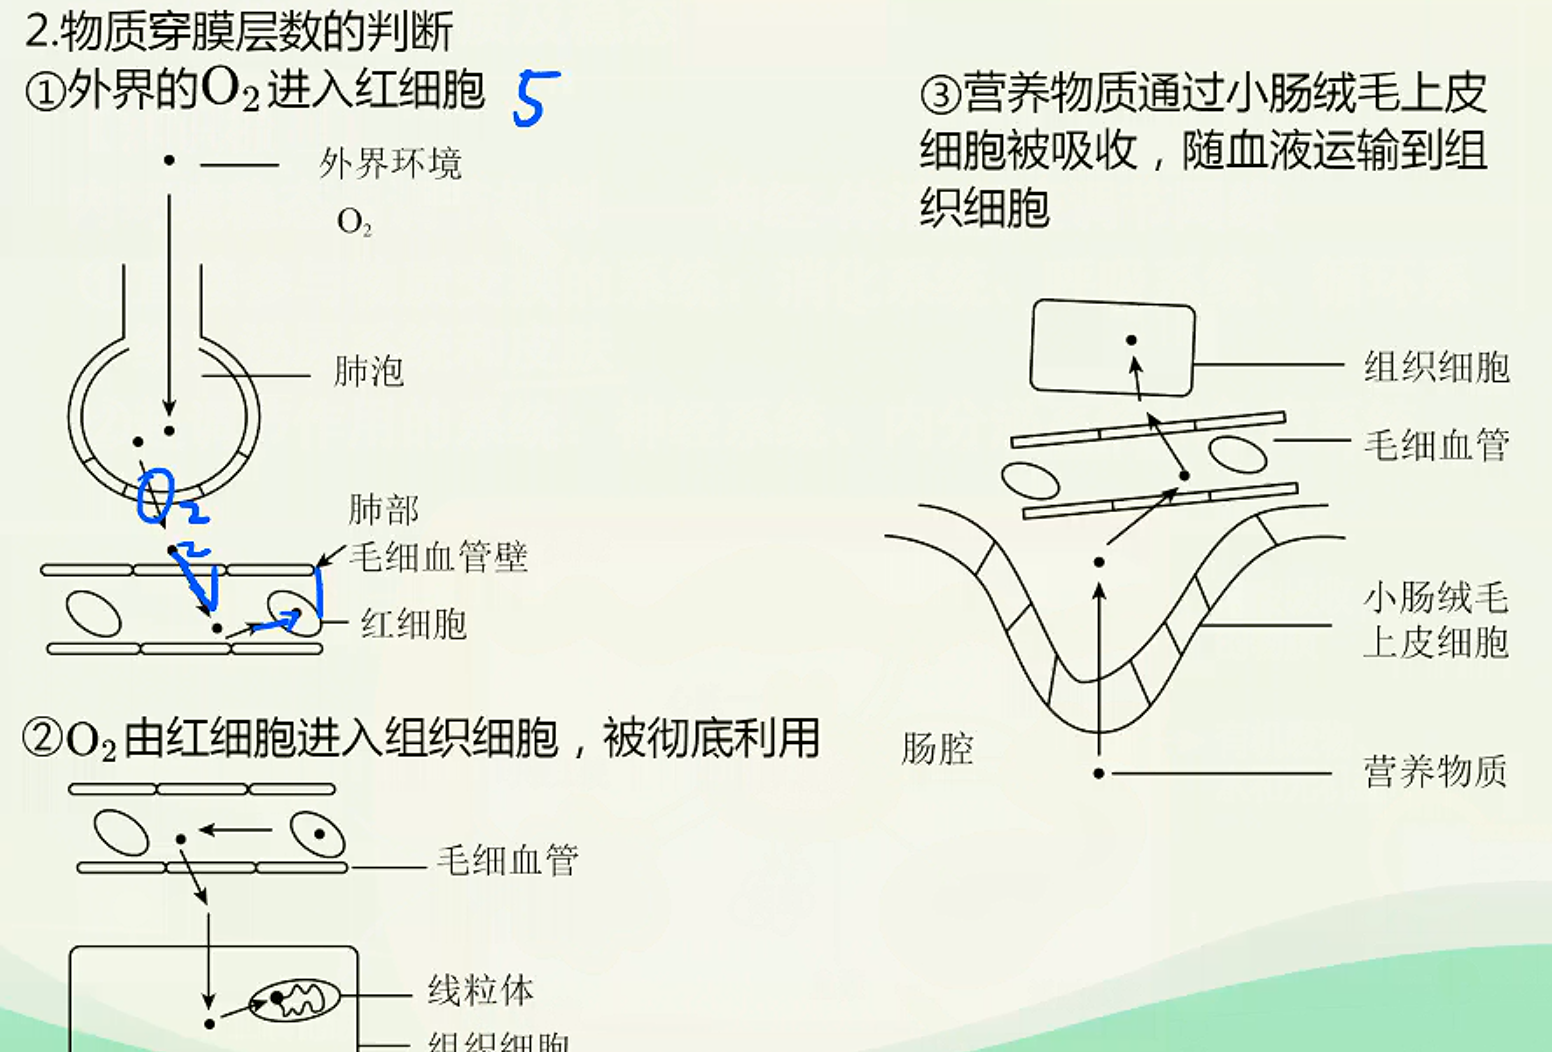 2.物质穿膜层数的判断
①外界的O₂进入红细胞 5
外界环境
O₂
肺泡
O₂
2
肺部
毛细血管壁
红细胞
②O₂由红细胞进入组织细胞，被彻底利用
毛细血管
线粒体
组织细胞
③营养物质通过小肠绒毛上皮
细胞被吸收，随血液运输到组
织细胞
组织细胞
毛细血管
小肠绒毛
上皮细胞
肠腔
营养物质